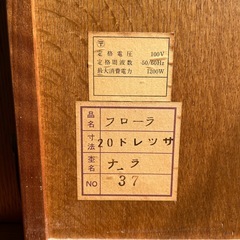 定格電圧 100V
定格周波数 50/60Hz
最大消費電力 1200W
品名 フローラ
寸法 20ドレッサ
杢名 ナラ
NO 37